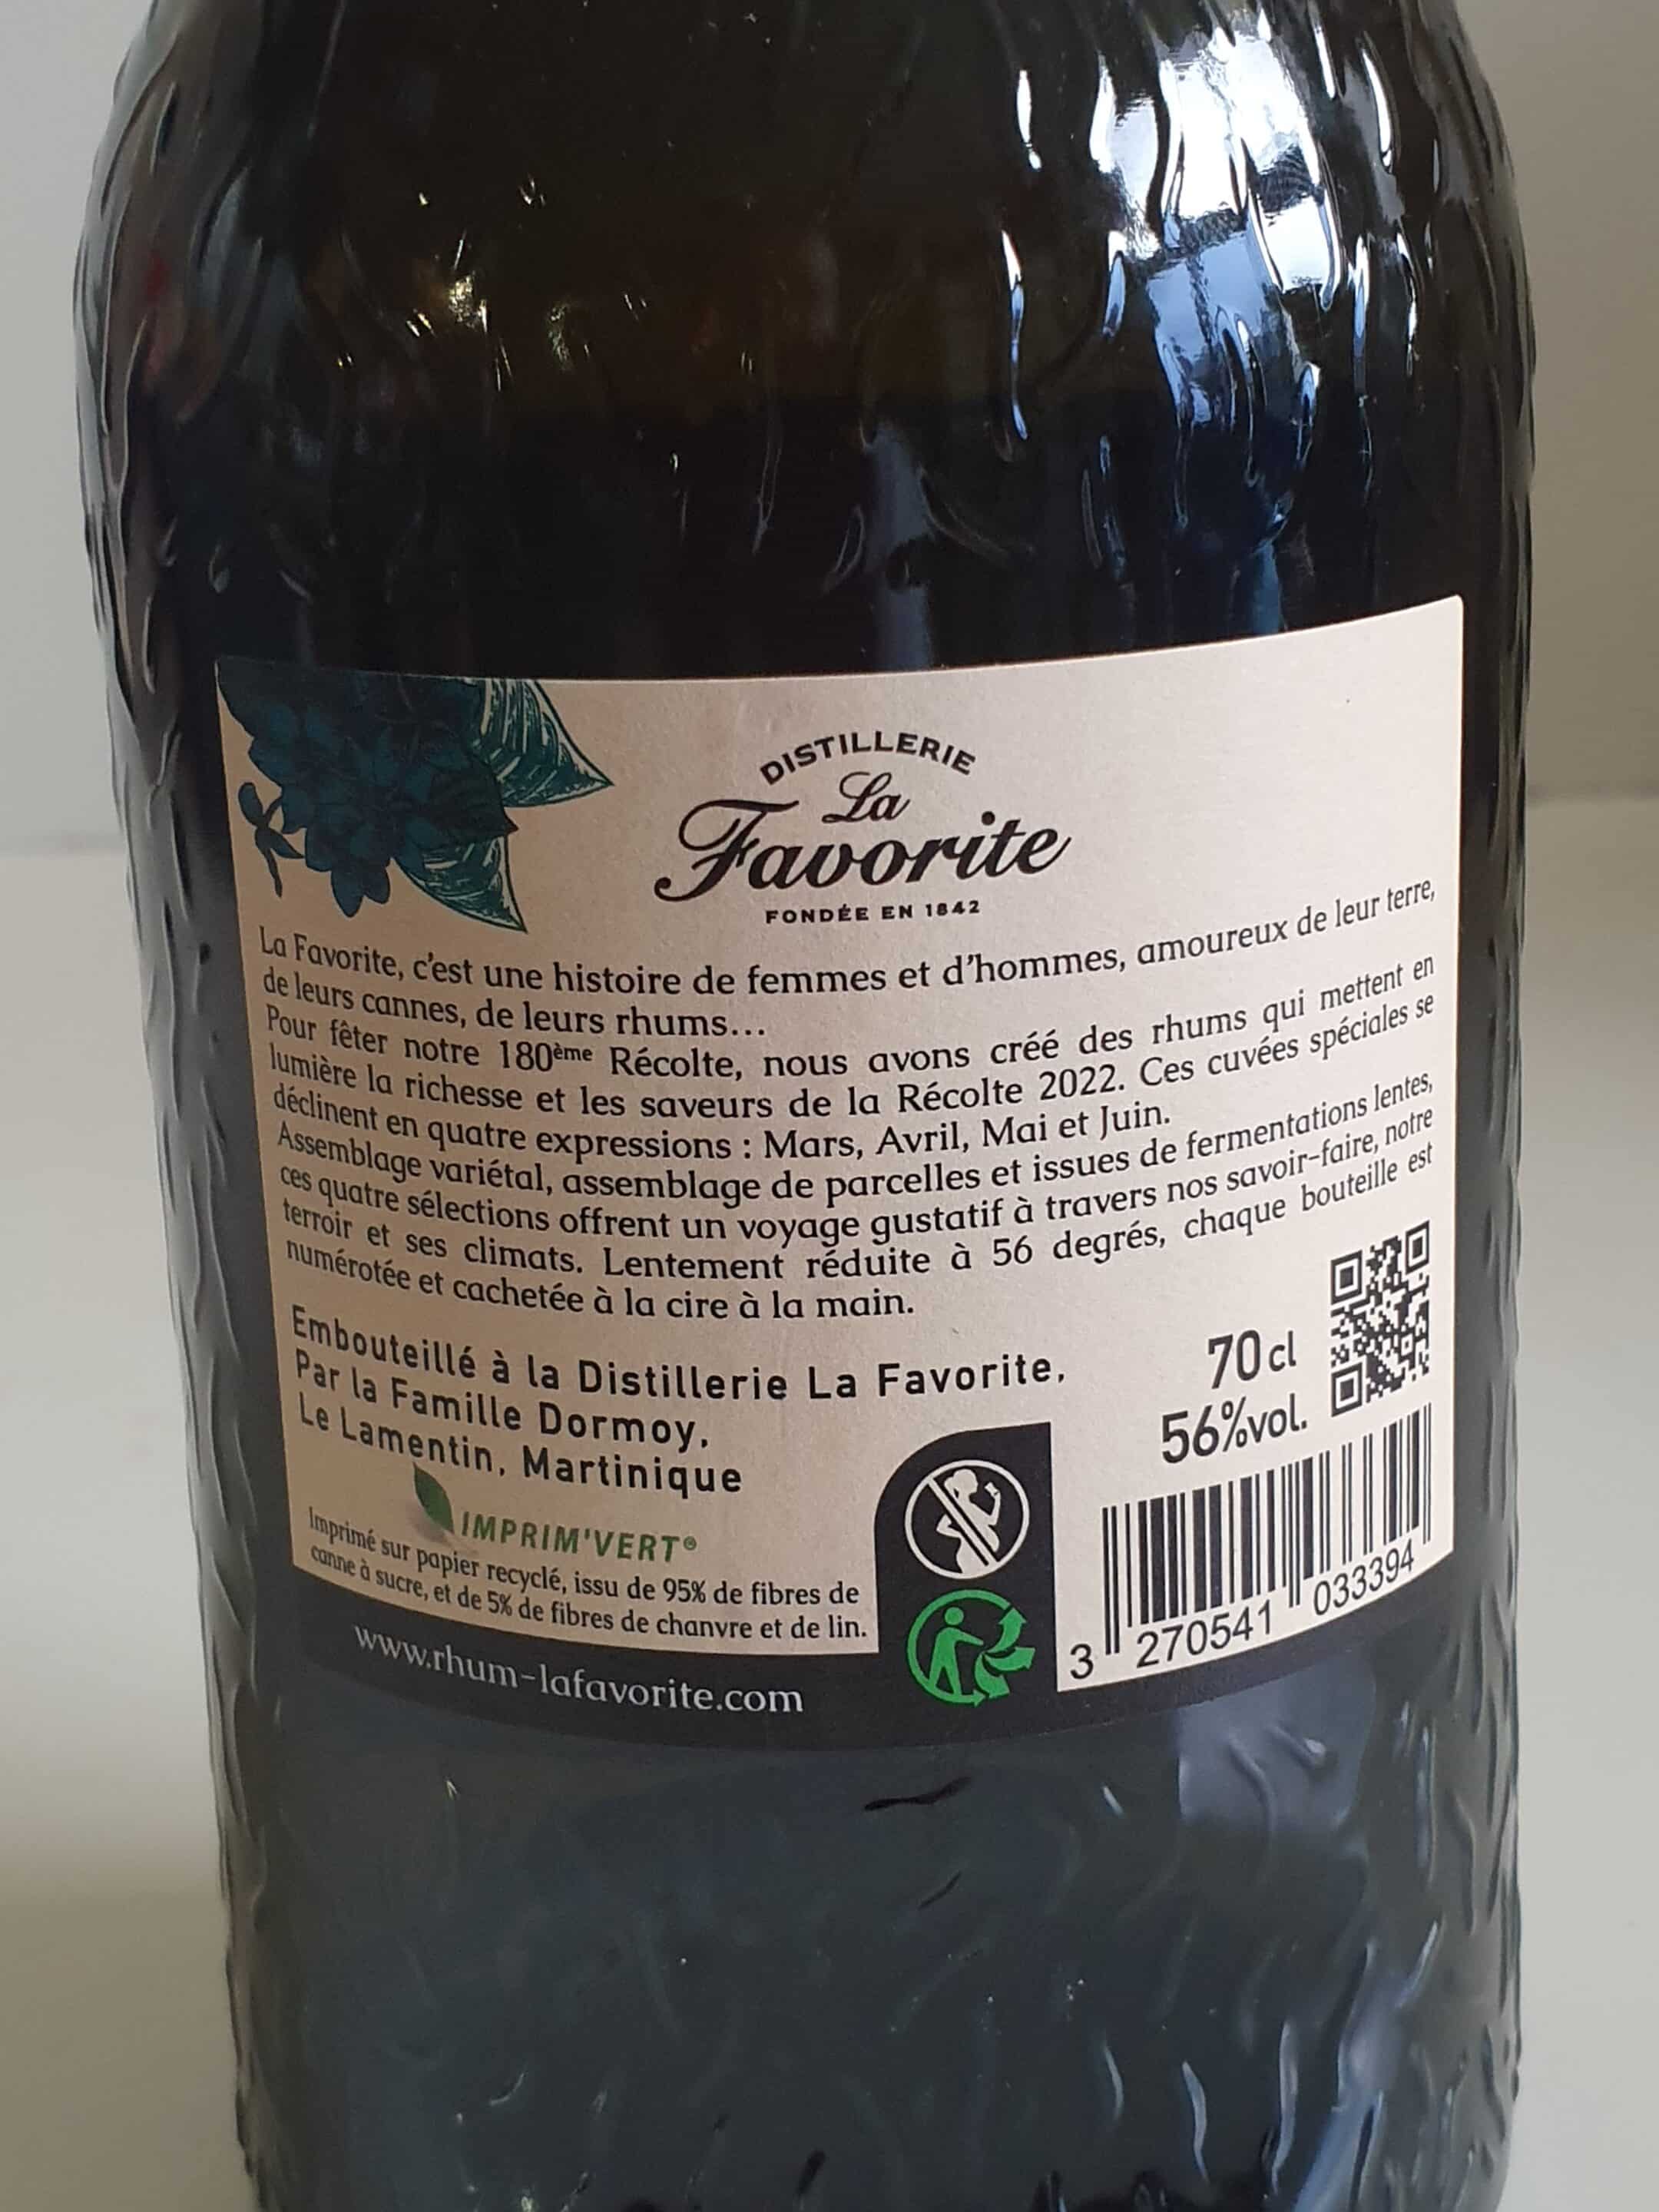 DISTILLERIE
La
Favorite
FONDÉE EN 1842
La Favorite, c'est une histoire de femmes et d'hommes, amoureux de leur terre,
de leurs cannes, de leurs rhums...
Pour fêter notre 180ème Récolte, nous avons créé des rhums qui mettent en
lumière la richesse et les saveurs de la Récolte 2022. Ces cuvées spéciales se
déclinent en quatre expressions : Mars, Avril, Mai et Juin.
Assemblage variétal, assemblage de parcelles et issues de fermentations lentes,
ces quatre sélections offrent un voyage gustatif à travers nos savoir-faire, notre
terroir et ses climats. Lentement réduite à 56 degrés, chaque bouteille est
numérotée et cachetée à la cire à la main.
Embouteillé à la Distillerie La Favorite,
Par la Famille Dormoy,
Le Lamentin, Martinique
70 cl
56%vol.
IMPRIM'VERT®
Imprimé sur papier recyclé, issu de 95% de fibres de
canne à sucre, et de 5% de fibres de chanvre et de lin.
www.rhum-lafavorite.com
3 270541 033394